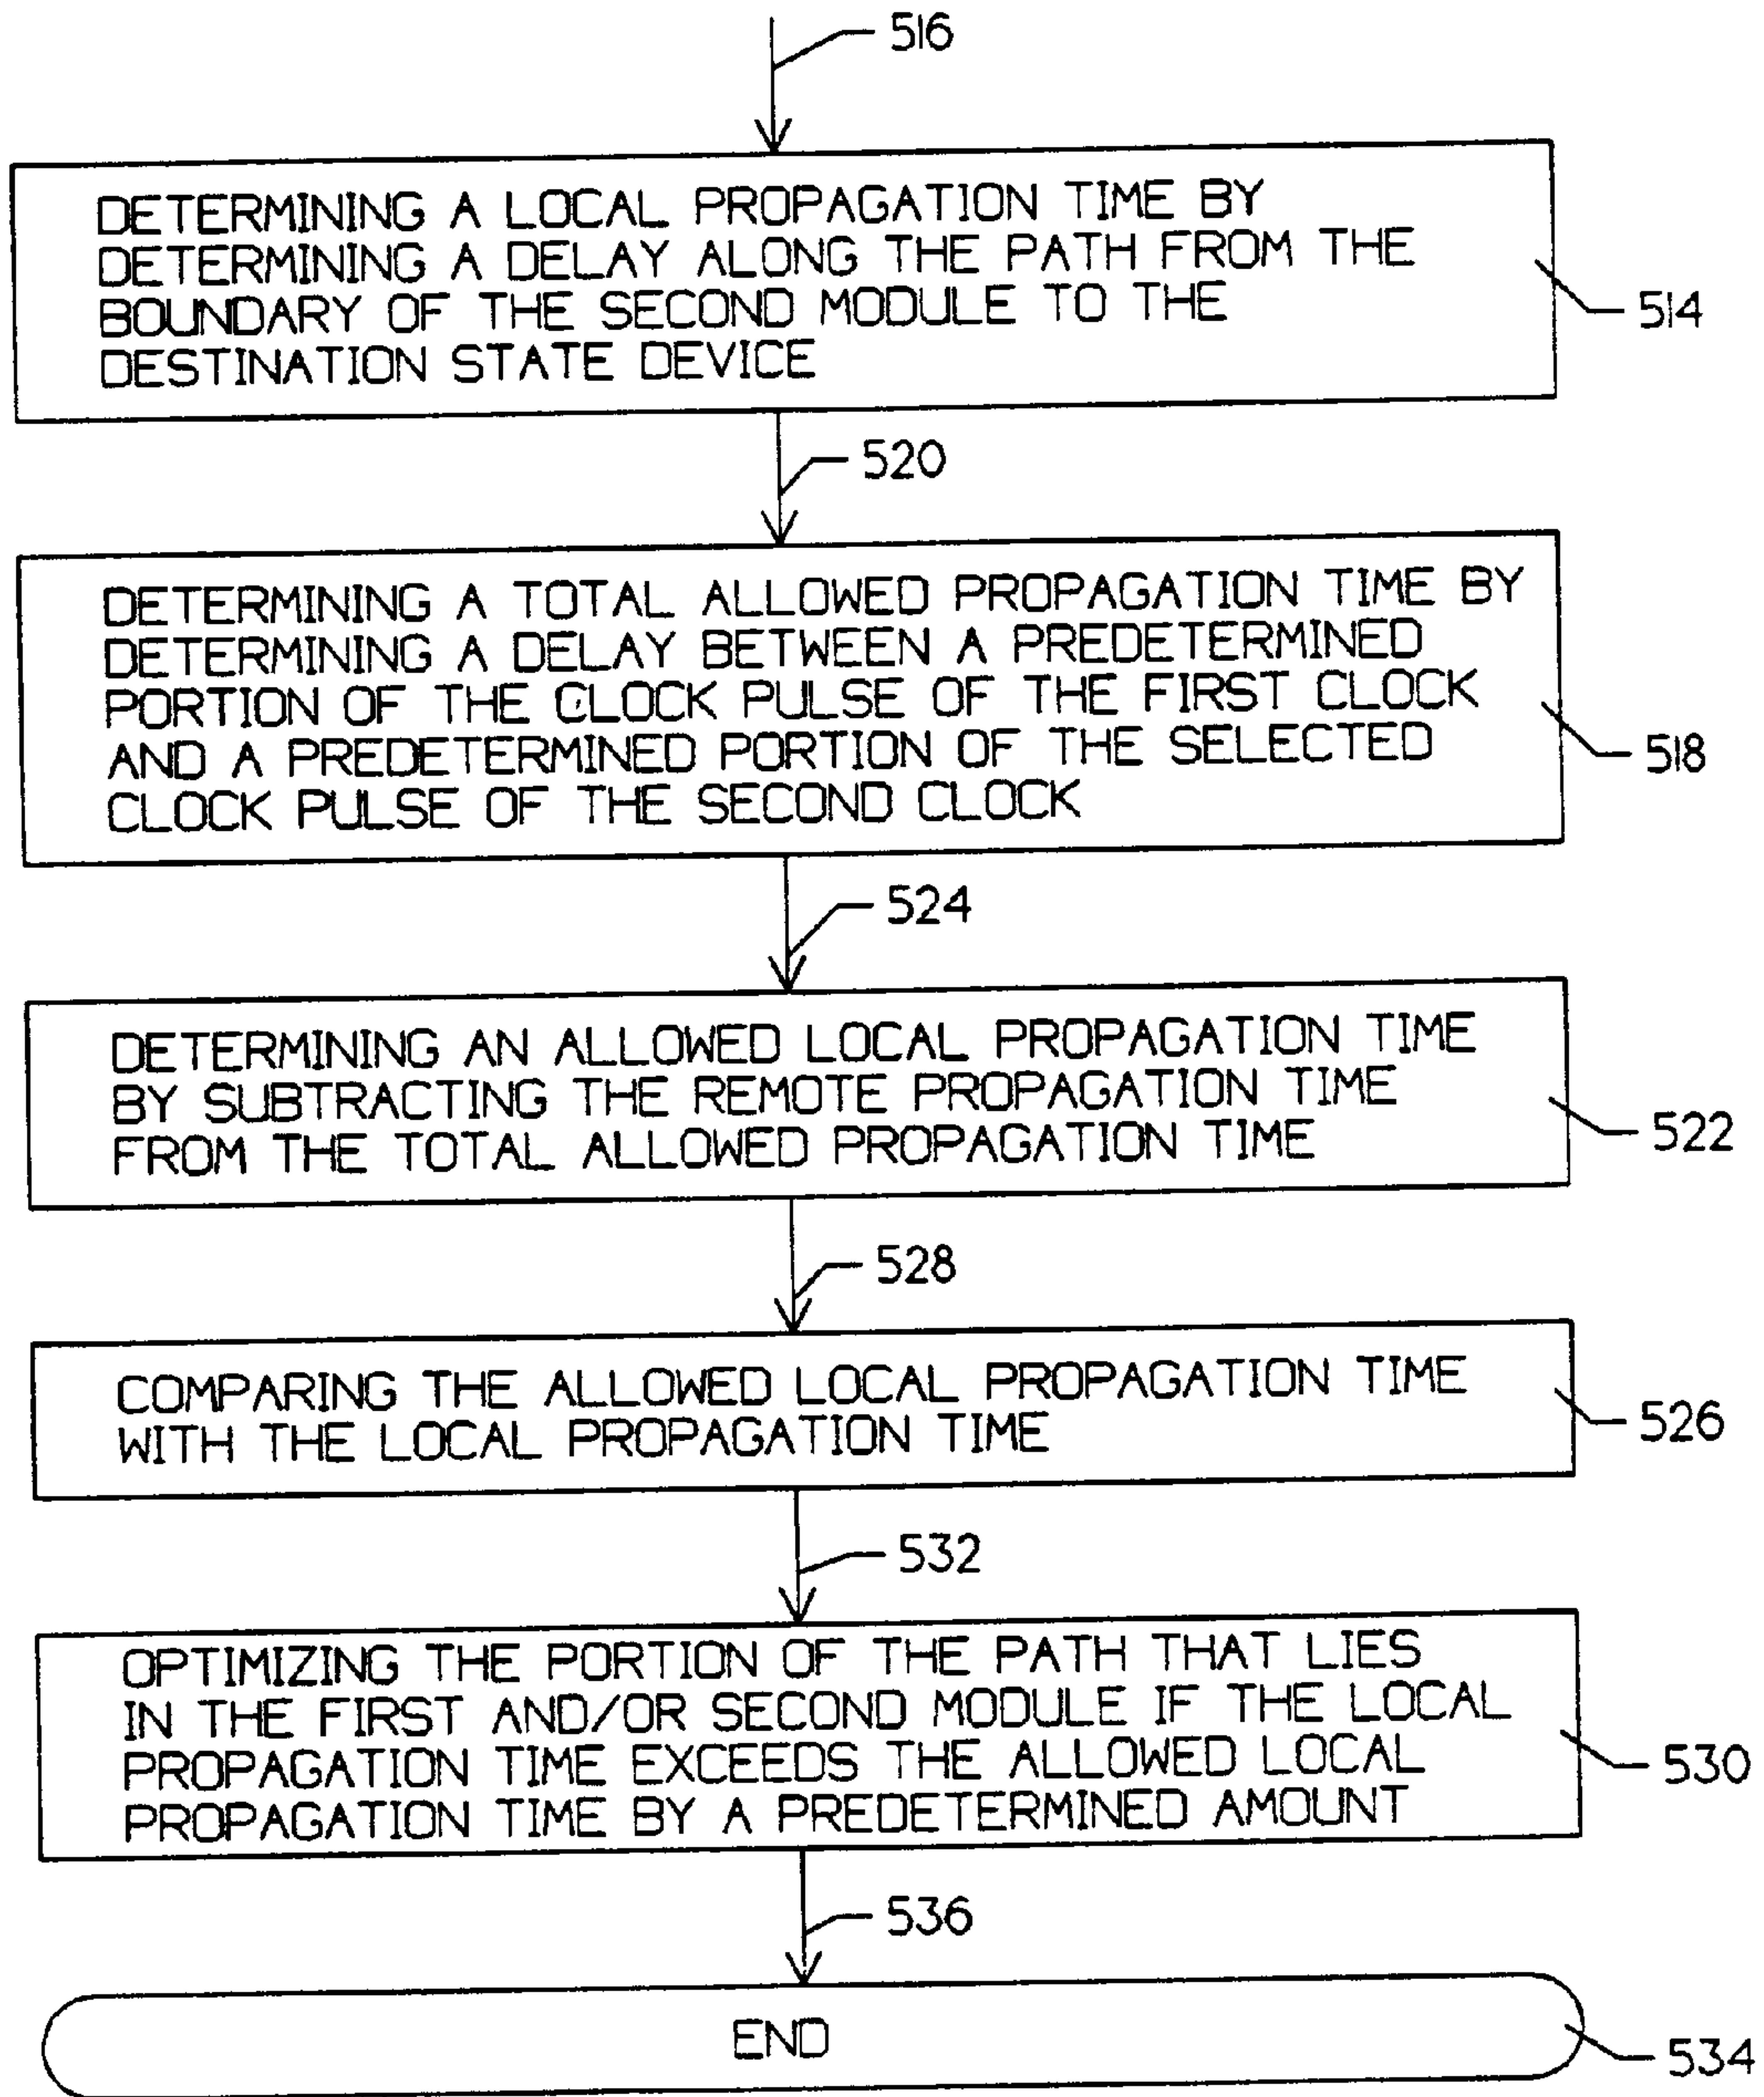 516
DETERMINING A LOCAL PROPAGATION TIME BY
DETERMINING A DELAY ALONG THE PATH FROM THE
BOUNDARY OF THE SECOND MODULE TO THE
DESTINATION STATE DEVICE
514
520
DETERMINING A TOTAL ALLOWED PROPAGATION TIME BY
DETERMINING A DELAY BETWEEN A PREDETERMINED
PORTION OF THE CLOCK PULSE OF THE FIRST CLOCK
AND A PREDETERMINED PORTION OF THE SELECTED
CLOCK PULSE OF THE SECOND CLOCK
518
524
DETERMINING AN ALLOWED LOCAL PROPAGATION TIME
BY SUBTRACTING THE REMOTE PROPAGATION TIME
FROM THE TOTAL ALLOWED PROPAGATION TIME
522
528
COMPARING THE ALLOWED LOCAL PROPAGATION TIME
WITH THE LOCAL PROPAGATION TIME
526
532
OPTIMIZING THE PORTION OF THE PATH THAT LIES
IN THE FIRST AND/OR SECOND MODULE IF THE LOCAL
PROPAGATION TIME EXCEEDS THE ALLOWED LOCAL
PROPAGATION TIME BY A PREDETERMINED AMOUNT
530
536
END
534